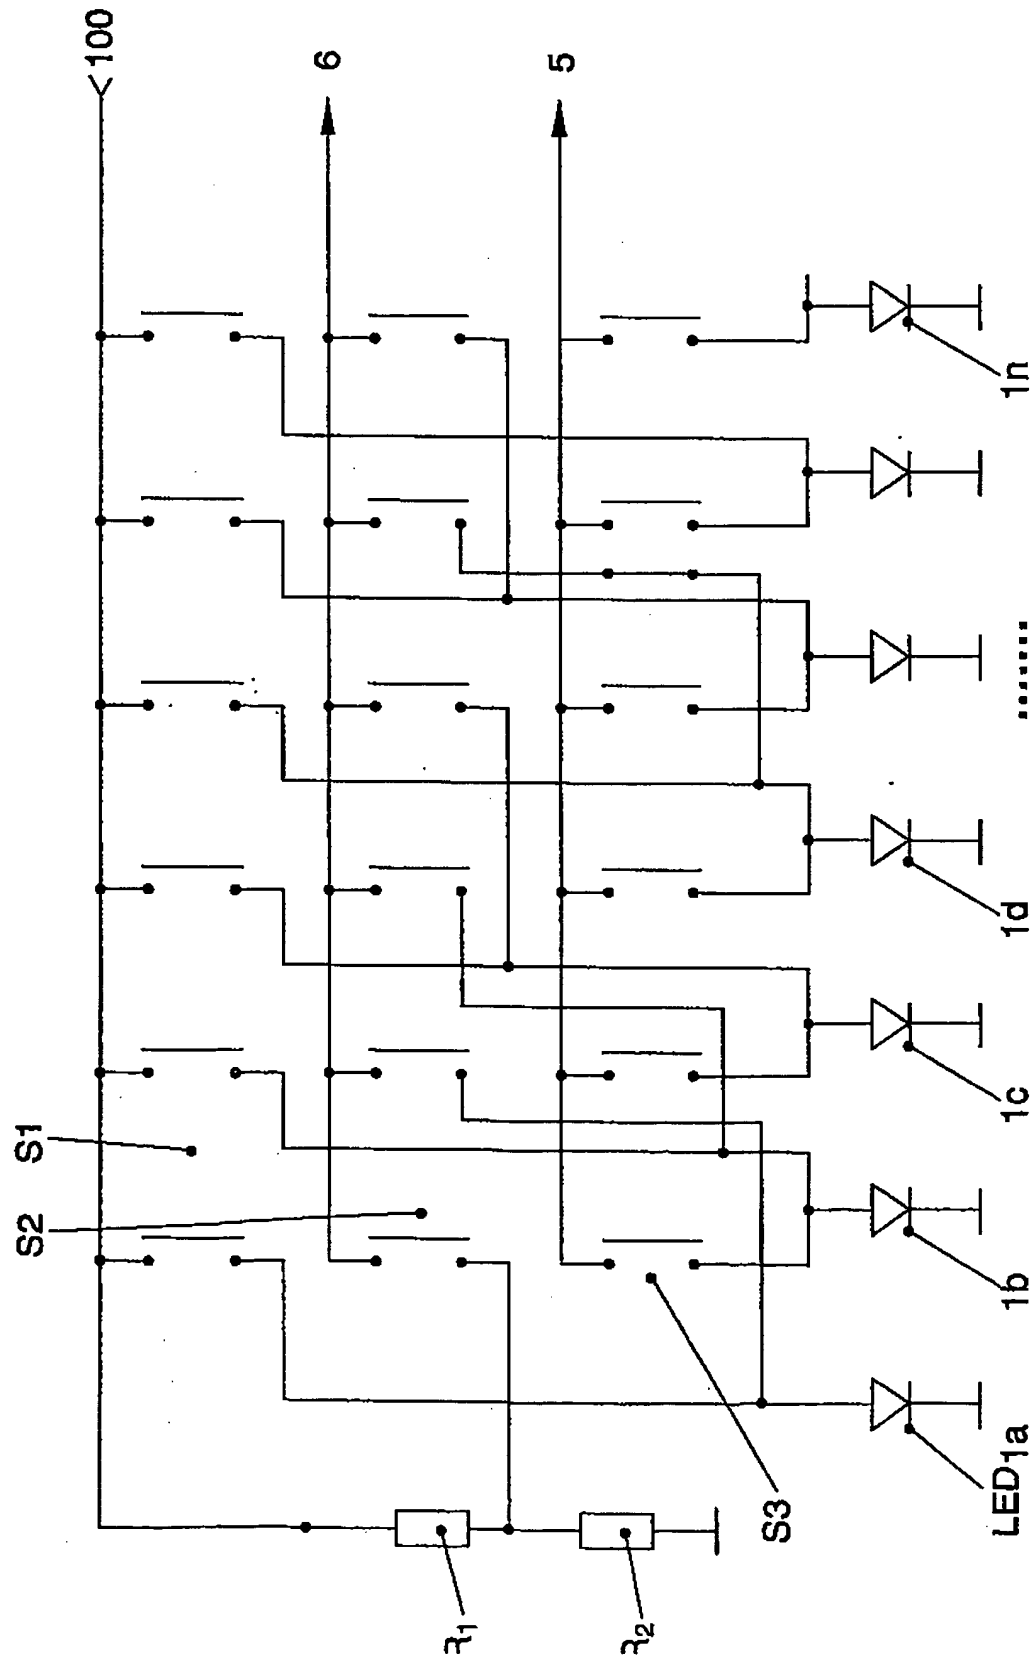 <100
6
5
S1
S2
S3
R1
R2
LED1a
1b
1c
1d
.......
1n